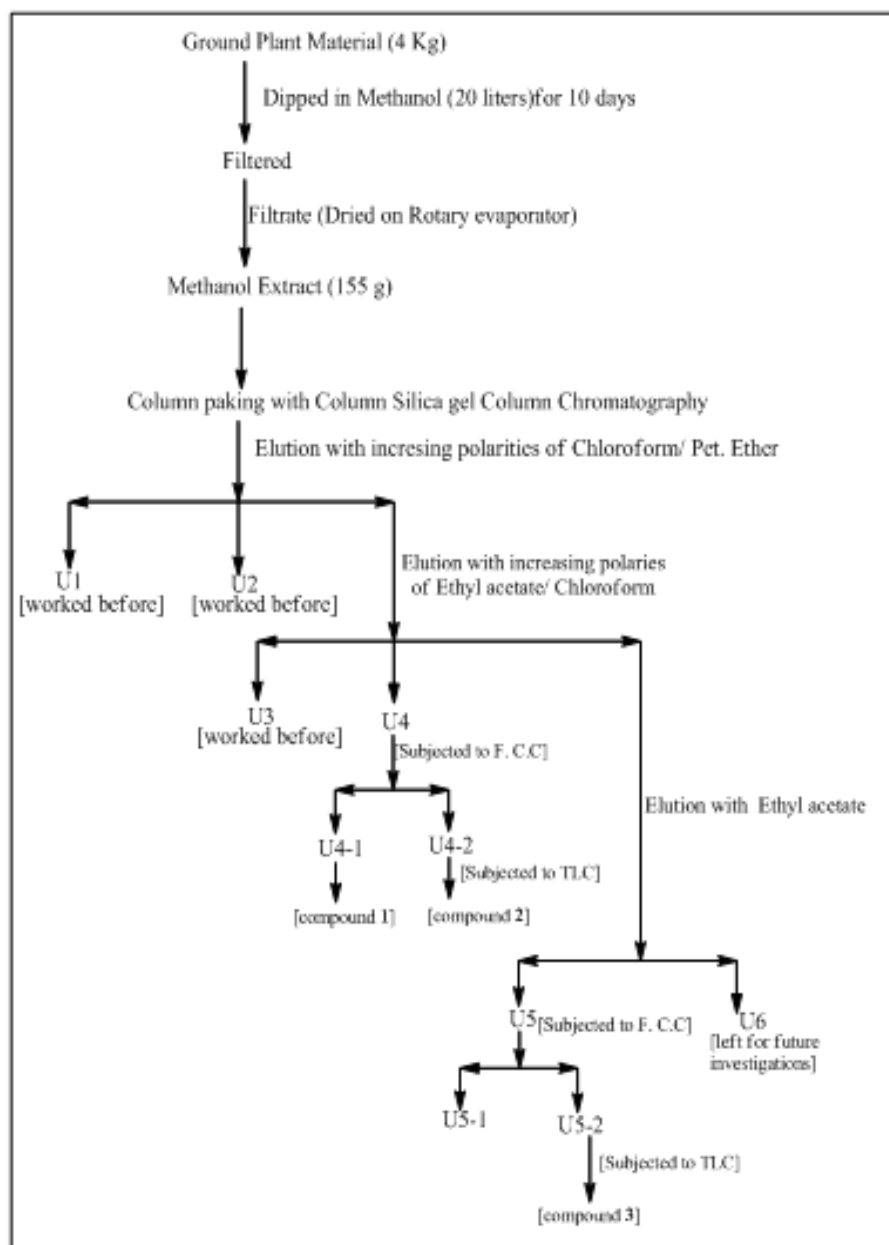 Ground Plant Material (4 Kg)
Dipped in Methanol (20 liters)for 10 days
Filtered
Filtrate (Dried on Rotary evaporator)
Methanol Extract (155 g)
Column paking with Column Silica gel Column Chromatography
Elution with incresing polarities of Chloroform/ Pet. Ether
U1
[worked before]
U2
[worked before]
Elution with increasing polaries
of Ethyl acetate/ Chloroform
U3
[worked before]
U4
[Subjected to F. C.C]
Elution with Ethyl acetate
U4-1
U4-2
[Subjected to TLC]
[compound 1]
[compound 2]
U5
[Subjected to F. C.C]
U6
[left for future
investigations]
U5-1
U5-2
[Subjected to TLC]
[compound 3]